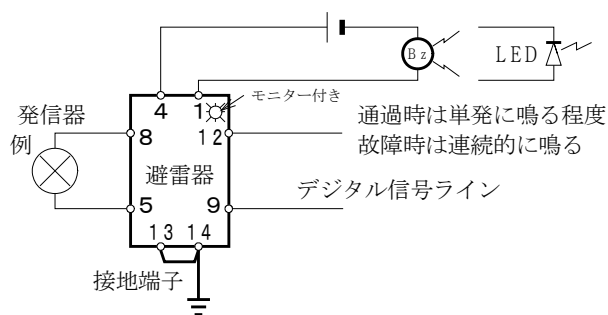 Bz
LED
4
1
モニター付き
発信器
例
8
12
通過時は単発に鳴る程度
故障時は連続的に鳴る
避雷器
5
9
デジタル信号ライン
13 14
接地端子